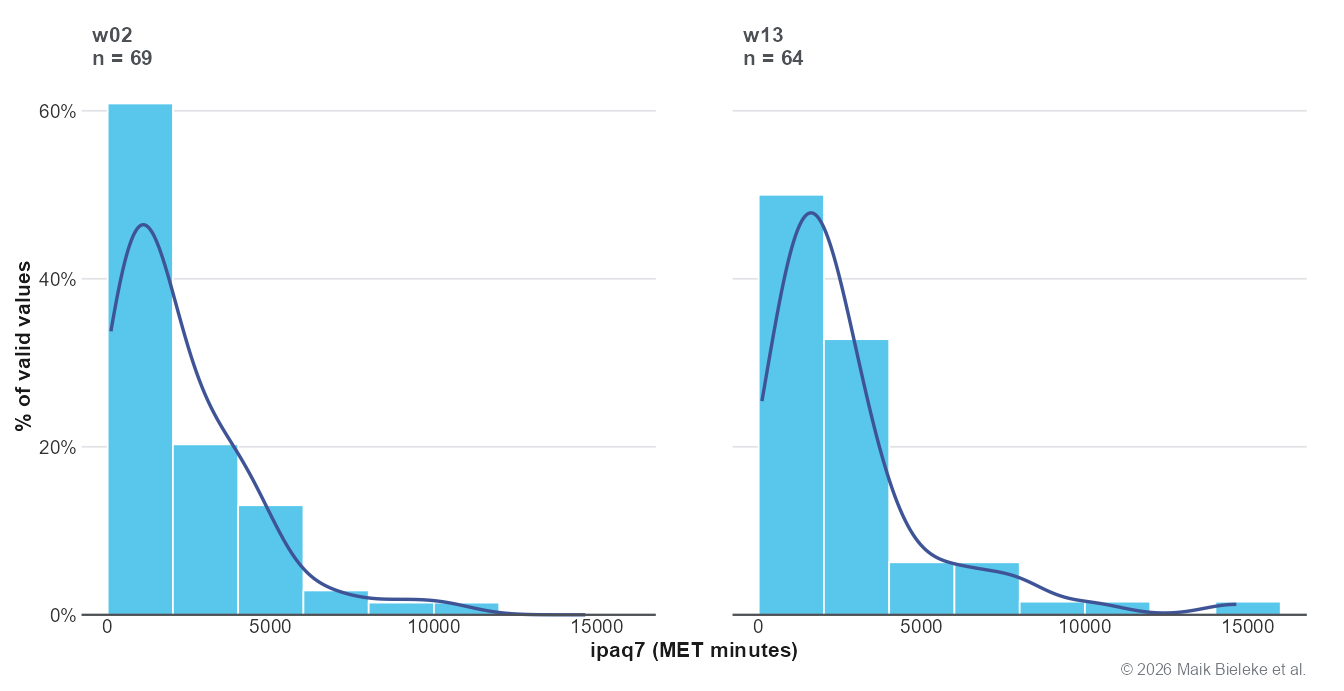 w02
n = 69
w13
n = 64
% of valid values
60%
40%
20%
0%
0 5000 10000 15000
0 5000 10000 15000
ipaq7 (MET minutes)
© 2026 Maik Bieleke et al.